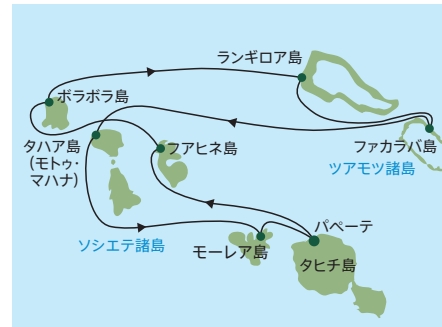 ランギロア島
ボラボラ島
タハア島
(モトゥ・
マハナ)
フアヒネ島
ファカラバ島
ツアモツ諸島
ソシエテ諸島
モーレア島
パペーテ
タヒチ島